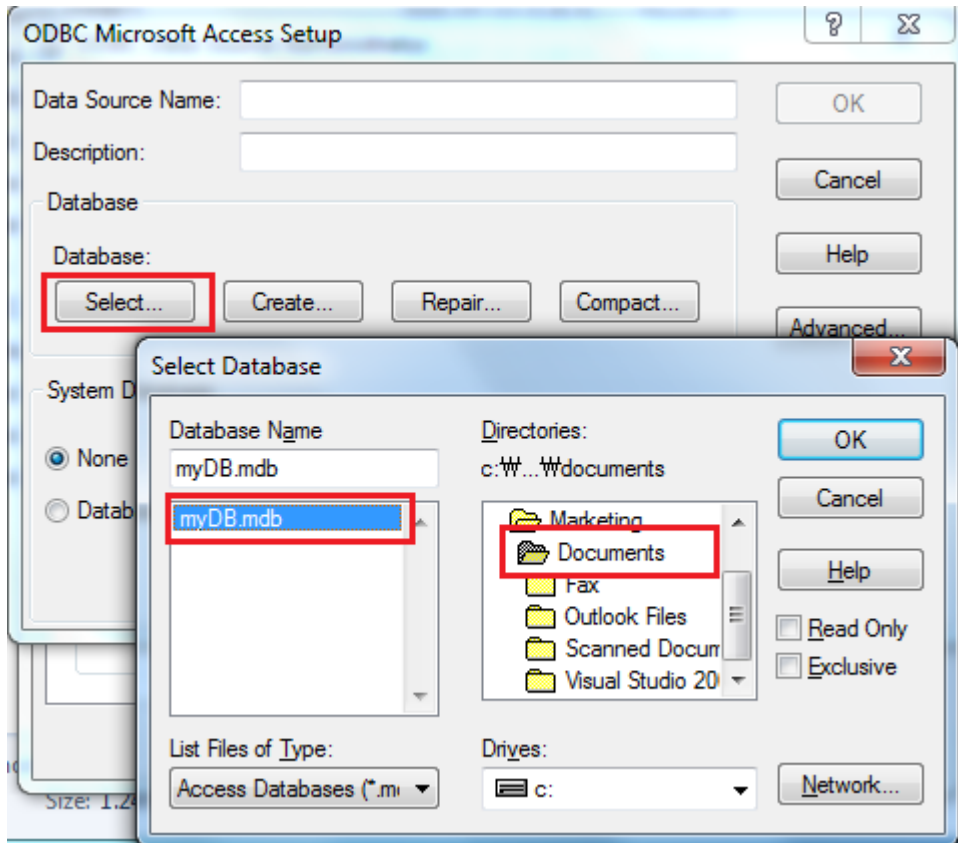 ODBC Microsoft Access Setup
Data Source Name:
OK
Description:
Cancel
Database
Database:
Help
Select...
Create...
Repair...
Compact...
Advanced...
Select Database
System D
None
Datab
Database Name
myDB.mdb
myDB.mdb
Directories:
c:₩...₩documents
Marketing
Documents
Fax
Outlook Files
Scanned Docum
Visual Studio 20
OK
Cancel
Help
Read Only
Exclusive
List Files of Type:
Access Databases (*.m
Drives:
c:
Network...
Size: 1.24